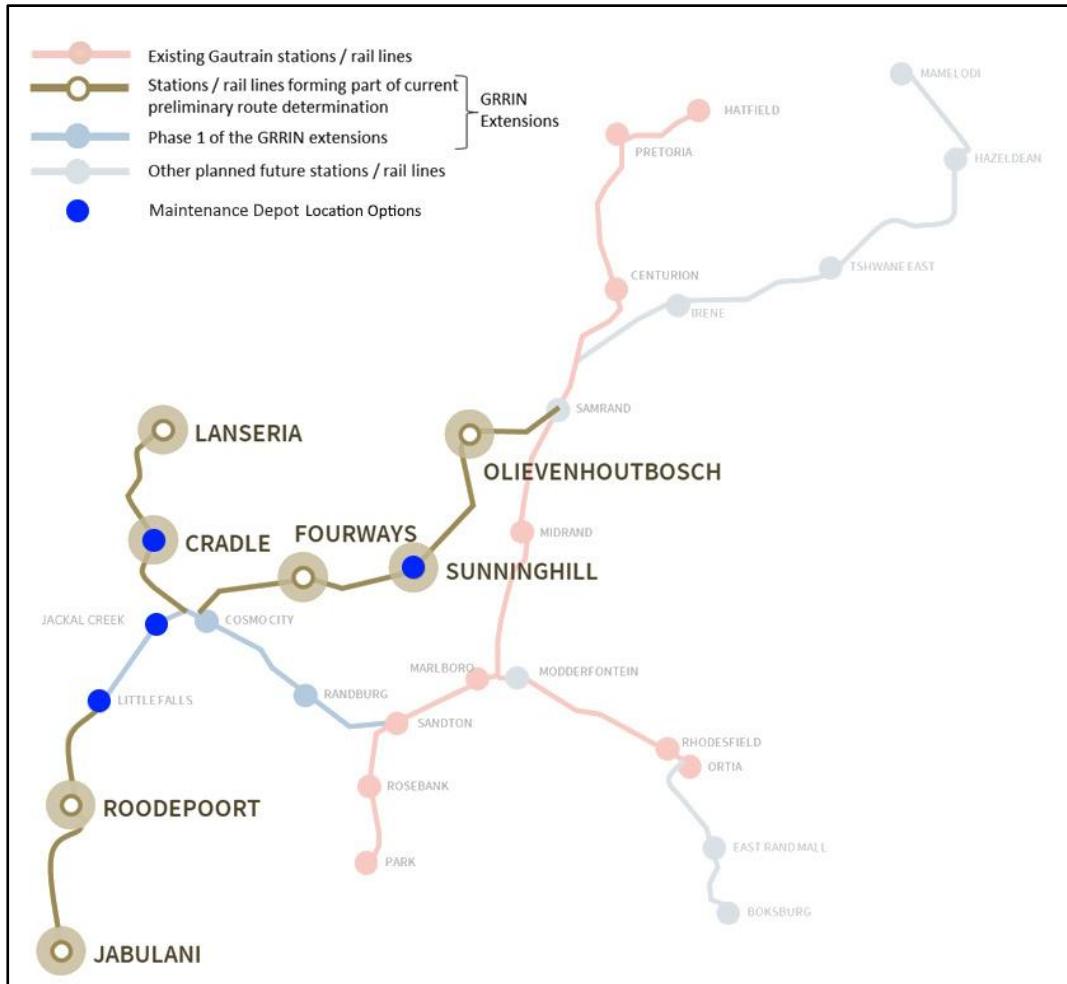 Existing Gautrain stations / rail lines
Stations / rail lines forming part of current
preliminary route determination
GRRIN
Extensions
Phase 1 of the GRRIN extensions
Other planned future stations / rail lines
Maintenance Depot Location Options
MAMELODI
HATFIELD
PRETORIA
HAZELDEAN
TSHWANE EAST
CENTURION
IRENE
SAMRAND
LANSERIA
OLIEVENHOUTBOSCH
MIDRAND
FOURWAYS
CRADLE
SUNNINGHILL
JACKAL CREEK
COSMO CITY
MARLBORO
MODDERFONTEIN
LITTLE FALLS
RANDBURG
SANDTON
RHODESFIELD
ORTIA
ROSEBANK
ROODEPOORT
EAST RAND MALL
PARK
BOKSBURG
JABULANI